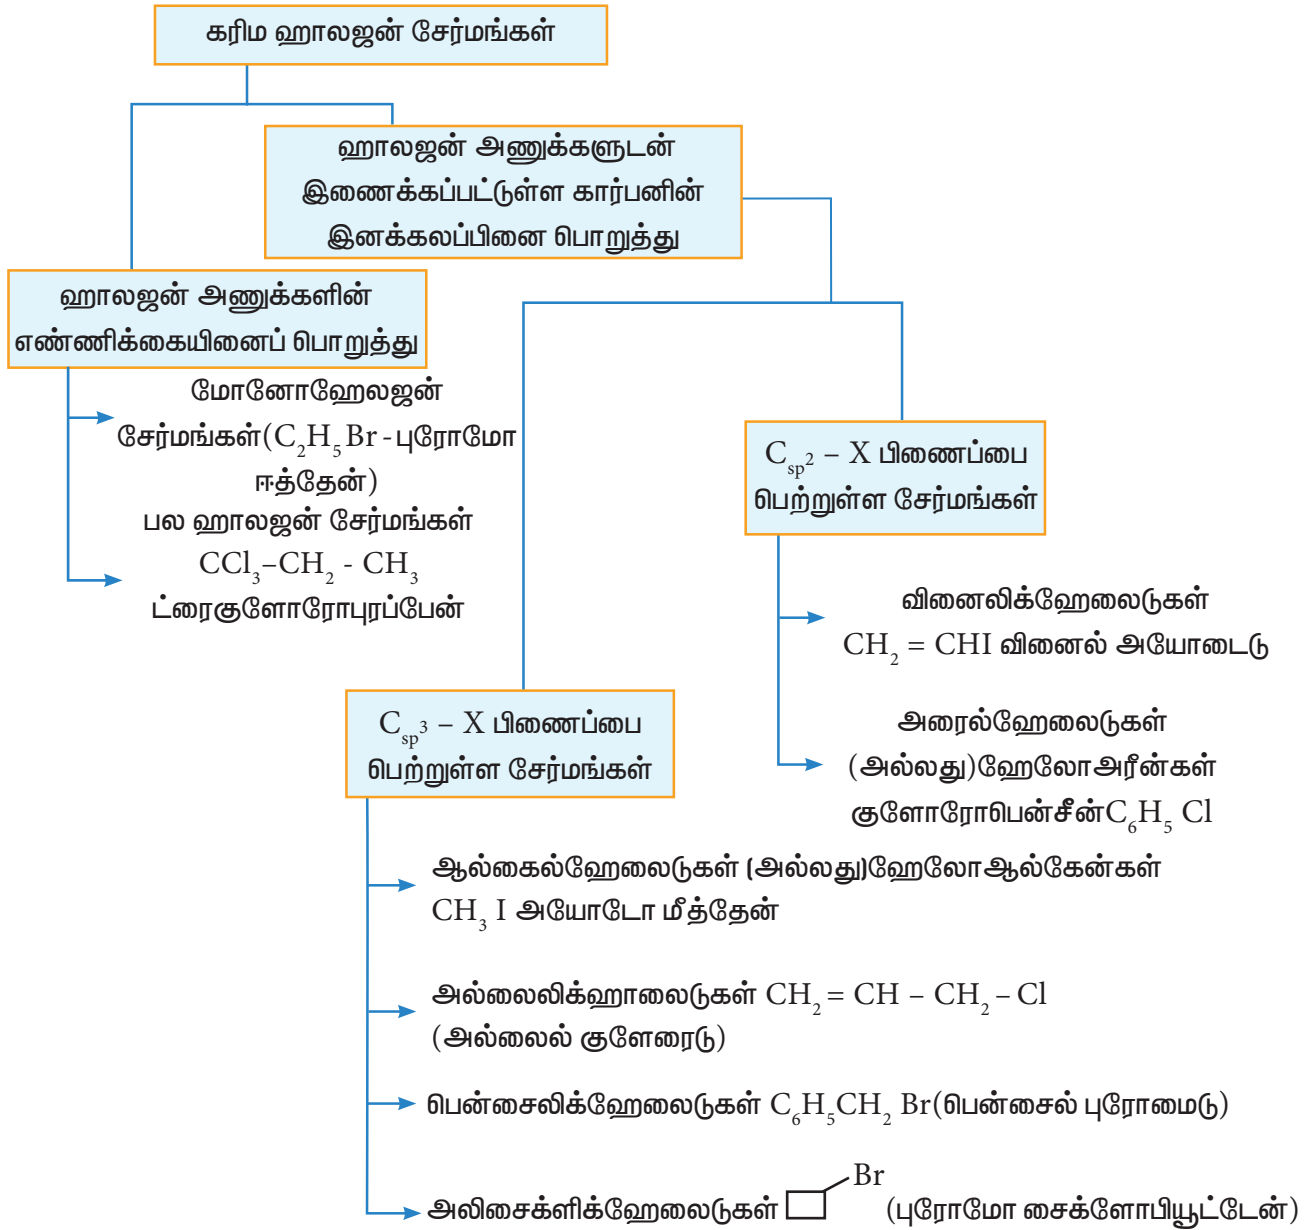 கரிம ஹாலஜன் சேர்மங்கள்
ஹாலஜன் அணுக்களுடன்
இணைக்கப்பட்டுள்ள கார்பனின்
இனக்கலப்பினை பொறுத்து
ஹாலஜன் அணுக்களின்
எண்ணிக்கையினைப் பொறுத்து
மோனோஹேலஜன்
சேர்மங்கள்(C₂H₅Br - புரோமோ
ஈத்தேன்)
பல ஹாலஜன் சேர்மங்கள்
CCl₃–CH₂ - CH₃
ட்ரைகுளோரோபுரப்பேன்
C_sp² – X பிணைப்பை
பெற்றுள்ள சேர்மங்கள்
வினைலிக்ஹேலைடுகள்
CH₂ = CHI வினைல் அயோடைடு
அரைல்ஹேலைடுகள்
(அல்லது)ஹேலோஅரீன்கள்
குளோரோபென்சீன்C₆H₅ Cl
C_sp³ – X பிணைப்பை
பெற்றுள்ள சேர்மங்கள்
ஆல்கைல்ஹேலைடுகள் (அல்லது)ஹேலோஆல்கேன்கள்
CH₃ I அயோடோ மீத்தேன்
அல்லைலிக்ஹாலைடுகள் CH₂ = CH – CH₂ – Cl
(அல்லைல் குளேரைடு)
பென்சைலிக்ஹேலைடுகள் C₆H₅CH₂ Br(பென்சைல் புரோமைடு)
அலிசைக்ளிக்ஹேலைடுகள் Br (புரோமோ சைக்ளோபியூட்டேன்)